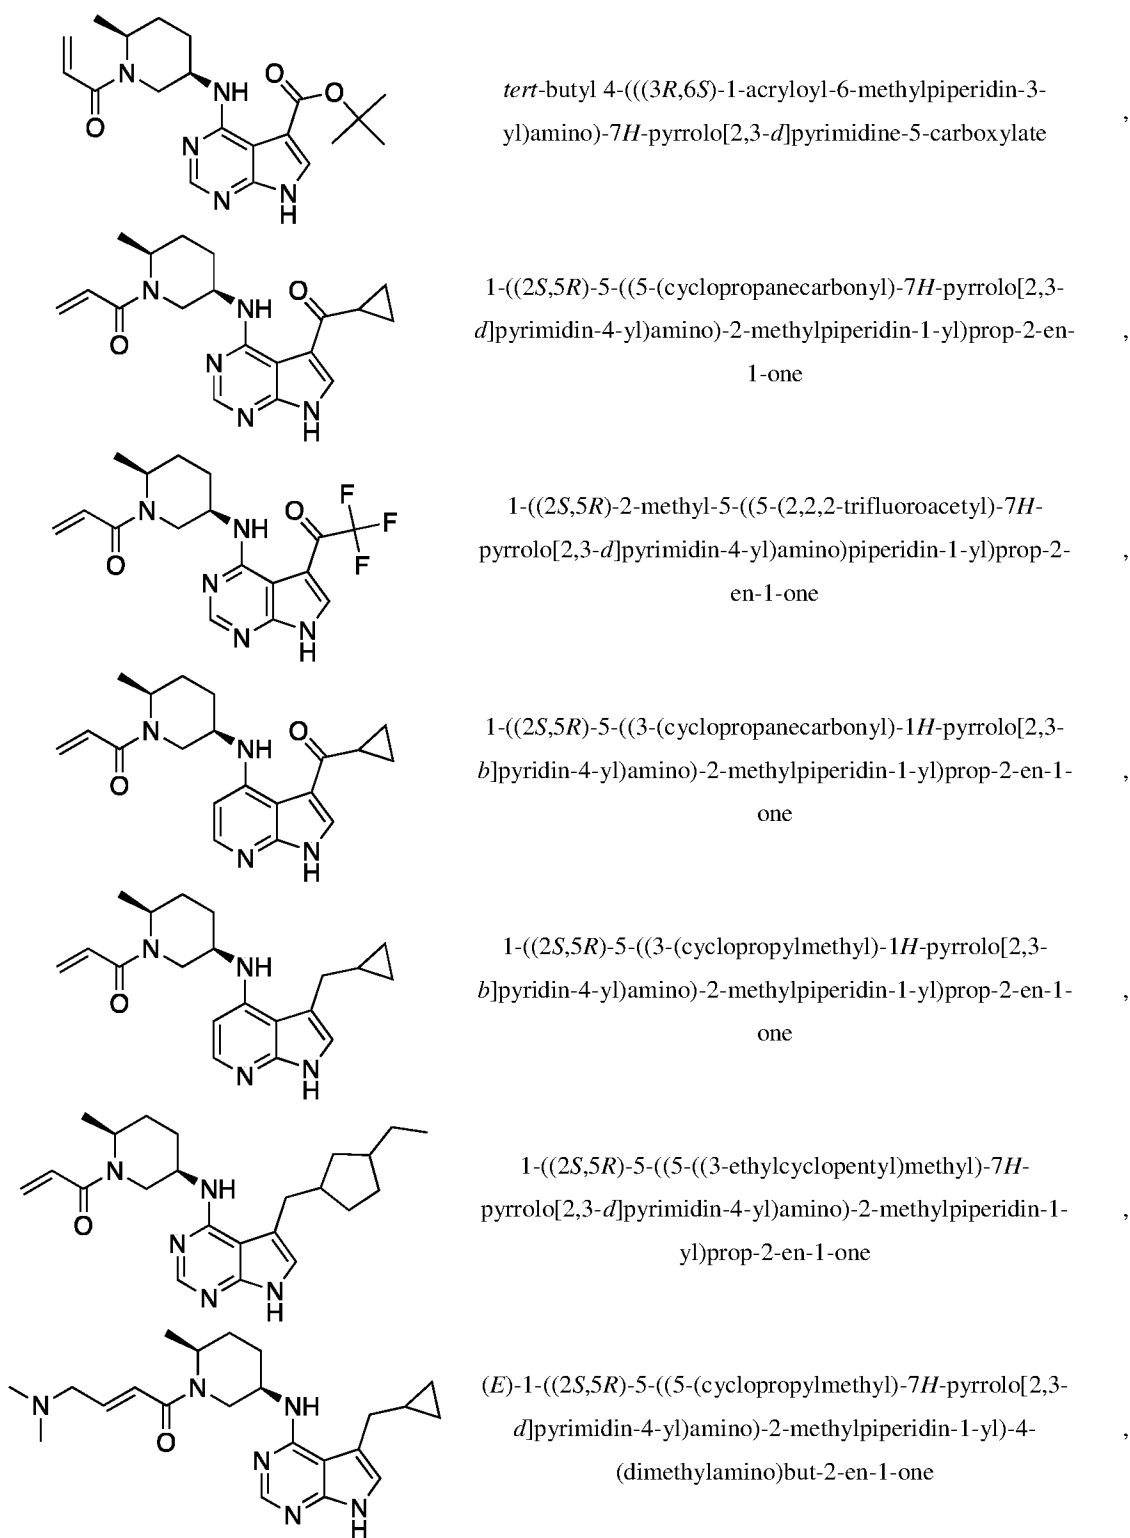 tert-butyl 4-(((3R,6S)-1-acryloyl-6-methylpiperidin-3-
yl)amino)-7H-pyrrolo[2,3-d]pyrimidine-5-carboxylate
,
NH
O
O
N
O
N
N
N
H
1-((2S,5R)-5-((5-(cyclopropanecarbonyl)-7H-pyrrolo[2,3-
d]pyrimidin-4-yl)amino)-2-methylpiperidin-1-yl)prop-2-en-
1-one
,
N
O
NH
O
N
N
N
H
1-((2S,5R)-2-methyl-5-((5-(2,2,2-trifluoroacetyl)-7H-
pyrrolo[2,3-d]pyrimidin-4-yl)amino)piperidin-1-yl)prop-2-
en-1-one
,
N
O
NH
O
F
F
F
N
N
N
H
1-((2S,5R)-5-((3-(cyclopropanecarbonyl)-1H-pyrrolo[2,3-
b]pyridin-4-yl)amino)-2-methylpiperidin-1-yl)prop-2-en-1-
one
,
N
O
NH
O
N
N
H
1-((2S,5R)-5-((3-(cyclopropylmethyl)-1H-pyrrolo[2,3-
b]pyridin-4-yl)amino)-2-methylpiperidin-1-yl)prop-2-en-1-
one
,
N
O
NH
N
N
H
1-((2S,5R)-5-((5-((3-ethylcyclopentyl)methyl)-7H-
pyrrolo[2,3-d]pyrimidin-4-yl)amino)-2-methylpiperidin-1-
yl)prop-2-en-1-one
,
N
O
NH
N
N
N
H
(E)-1-((2S,5R)-5-((5-(cyclopropylmethyl)-7H-pyrrolo[2,3-
d]pyrimidin-4-yl)amino)-2-methylpiperidin-1-yl)-4-
(dimethylamino)but-2-en-1-one
,
N
N
O
NH
N
N
N
H